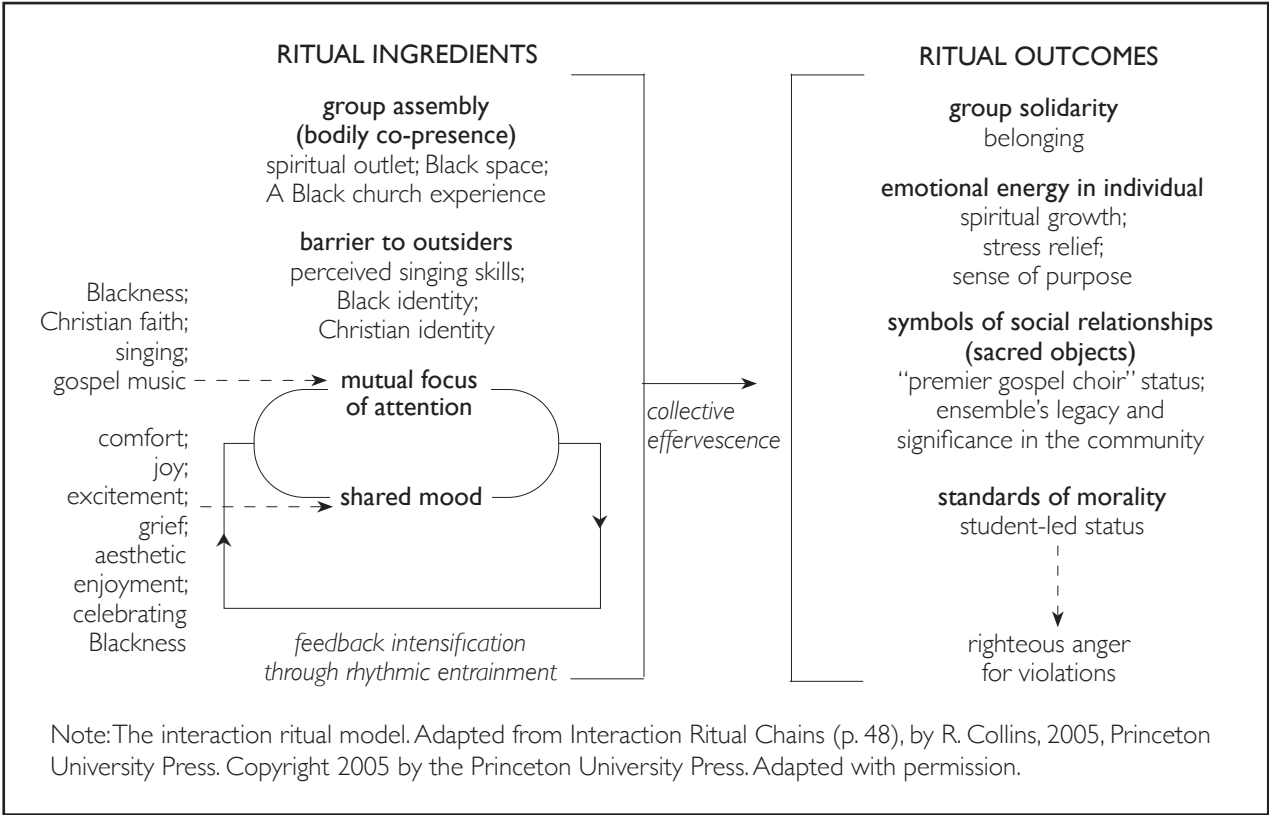 RITUAL INGREDIENTS
group assembly
(bodily co-presence)
spiritual outlet; Black space;
A Black church experience
barrier to outsiders
perceived singing skills;
Black identity;
Christian identity
Blackness;
Christian faith;
singing;
gospel music
mutual focus
of attention
comfort;
joy;
excitement;
grief;
aesthetic
enjoyment;
celebrating
Blackness
shared mood
feedback intensification
through rhythmic entrainment
collective
effervescence
RITUAL OUTCOMES
group solidarity
belonging
emotional energy in individual
spiritual growth;
stress relief;
sense of purpose
symbols of social relationships
(sacred objects)
“premier gospel choir” status;
ensemble’s legacy and
significance in the community
standards of morality
student-led status
righteous anger
for violations
Note: The interaction ritual model. Adapted from Interaction Ritual Chains (p. 48), by R. Collins, 2005, Princeton
University Press. Copyright 2005 by the Princeton University Press. Adapted with permission.